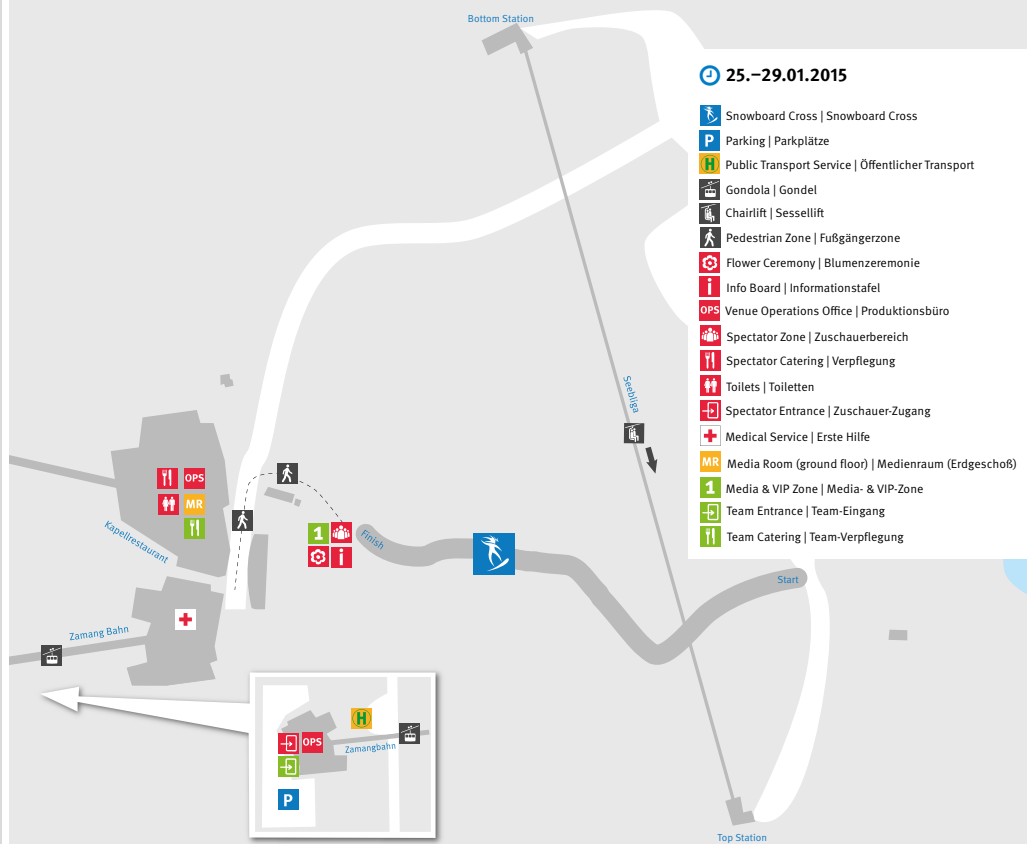 Bottom Station
25.–29.01.2015
Snowboard Cross | Snowboard Cross
P Parking | Parkplätze
H Public Transport Service | Öffentlicher Transport
Gondola | Gondel
Chairlift | Sessellift
Pedestrian Zone | Fußgängerzone
Flower Ceremony | Blumenzeremonie
i Info Board | Informationstafel
OPS Venue Operations Office | Produktionsbüro
Spectator Zone | Zuschauerbereich
Spectator Catering | Verpflegung
Toilets | Toiletten
Spectator Entrance | Zuschauer-Zugang
Medical Service | Erste Hilfe
MR Media Room (ground floor) | Medienraum (Erdgeschoß)
1 Media & VIP Zone | Media- & VIP-Zone
Team Entrance | Team-Eingang
Team Catering | Team-Verpflegung
Seebliga
OPS
MR
Kapellrestaurant
1
i
Finish
Start
Zamang Bahn
H
OPS
Zamangbahn
P
Top Station